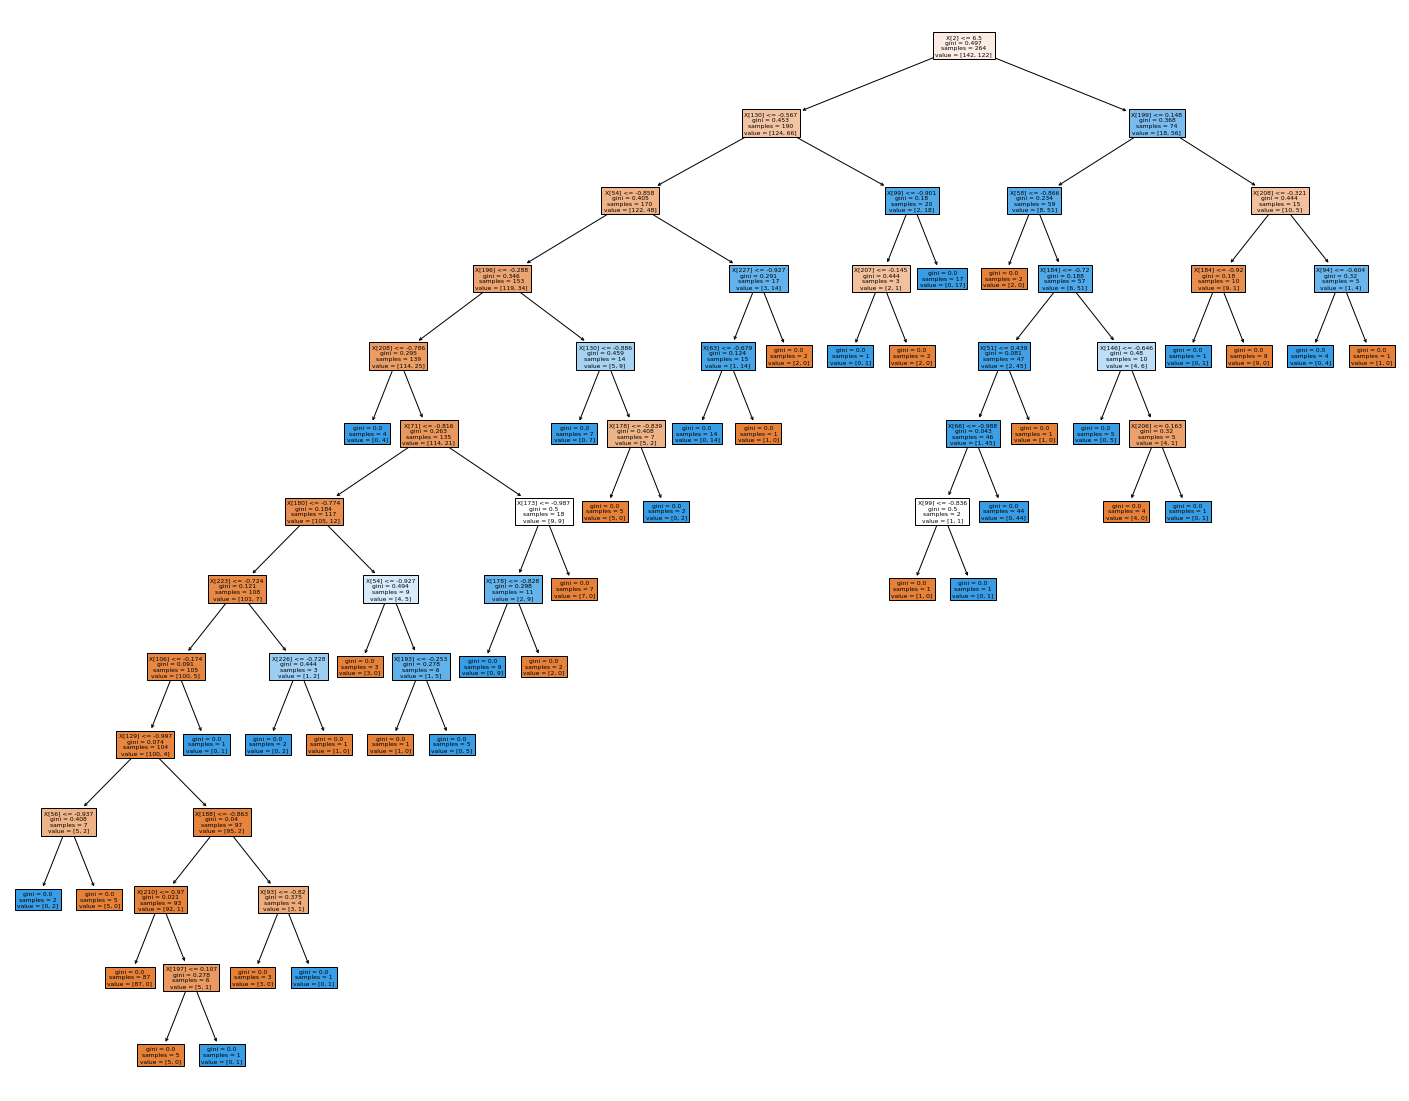 X[2] <= 6.5
gini = 0.497
samples = 264
value = [142, 122]
X[130] <= -0.567
gini = 0.453
samples = 190
value = [124, 66]
X[199] <= 0.148
gini = 0.368
samples = 74
value = [18, 56]
X[54] <= -0.858
gini = 0.405
samples = 170
value = [122, 48]
X[99] <= -0.901
gini = 0.18
samples = 20
value = [2, 18]
X[58] <= -0.866
gini = 0.234
samples = 59
value = [8, 51]
X[208] <= -0.321
gini = 0.444
samples = 15
value = [10, 5]
X[196] <= -0.288
gini = 0.346
samples = 153
value = [119, 34]
X[227] <= -0.927
gini = 0.291
samples = 17
value = [3, 14]
X[207] <= -0.145
gini = 0.444
samples = 3
value = [2, 1]
gini = 0.0
samples = 17
value = [0, 17]
gini = 0.0
samples = 2
value = [2, 0]
X[184] <= -0.72
gini = 0.188
samples = 57
value = [6, 51]
X[184] <= -0.92
gini = 0.18
samples = 10
value = [9, 1]
X[94] <= -0.604
gini = 0.32
samples = 5
value = [1, 4]
X[208] <= -0.786
gini = 0.295
samples = 139
value = [114, 25]
X[130] <= -0.886
gini = 0.459
samples = 14
value = [5, 9]
X[63] <= -0.679
gini = 0.124
samples = 15
value = [1, 14]
gini = 0.0
samples = 2
value = [2, 0]
gini = 0.0
samples = 1
value = [0, 1]
gini = 0.0
samples = 2
value = [2, 0]
X[51] <= 0.439
gini = 0.081
samples = 47
value = [2, 45]
X[146] <= -0.646
gini = 0.48
samples = 10
value = [4, 6]
gini = 0.0
samples = 1
value = [0, 1]
gini = 0.0
samples = 9
value = [9, 0]
gini = 0.0
samples = 4
value = [0, 4]
gini = 0.0
samples = 1
value = [1, 0]
gini = 0.0
samples = 4
value = [0, 4]
X[71] <= -0.816
gini = 0.263
samples = 135
value = [114, 21]
gini = 0.0
samples = 7
value = [0, 7]
X[178] <= -0.839
gini = 0.408
samples = 7
value = [5, 2]
gini = 0.0
samples = 14
value = [0, 14]
gini = 0.0
samples = 1
value = [1, 0]
X[66] <= -0.988
gini = 0.043
samples = 46
value = [1, 45]
gini = 0.0
samples = 1
value = [1, 0]
gini = 0.0
samples = 5
value = [0, 5]
X[206] <= 0.163
gini = 0.32
samples = 5
value = [4, 1]
X[180] <= -0.774
gini = 0.184
samples = 117
value = [105, 12]
X[173] <= -0.987
gini = 0.5
samples = 18
value = [9, 9]
gini = 0.0
samples = 5
value = [5, 0]
gini = 0.0
samples = 2
value = [0, 2]
X[99] <= -0.836
gini = 0.5
samples = 2
value = [1, 1]
gini = 0.0
samples = 44
value = [0, 44]
gini = 0.0
samples = 4
value = [4, 0]
gini = 0.0
samples = 1
value = [0, 1]
X[223] <= -0.724
gini = 0.121
samples = 108
value = [101, 7]
X[54] <= -0.927
gini = 0.494
samples = 9
value = [4, 5]
X[178] <= -0.828
gini = 0.298
samples = 11
value = [2, 9]
gini = 0.0
samples = 7
value = [7, 0]
gini = 0.0
samples = 1
value = [1, 0]
gini = 0.0
samples = 1
value = [0, 1]
X[106] <= -0.174
gini = 0.091
samples = 105
value = [100, 5]
X[226] <= -0.728
gini = 0.444
samples = 3
value = [1, 2]
gini = 0.0
samples = 3
value = [3, 0]
X[193] <= -0.253
gini = 0.278
samples = 6
value = [1, 5]
gini = 0.0
samples = 9
value = [0, 9]
gini = 0.0
samples = 2
value = [2, 0]
X[129] <= -0.997
gini = 0.074
samples = 104
value = [100, 4]
gini = 0.0
samples = 1
value = [0, 1]
gini = 0.0
samples = 2
value = [0, 2]
gini = 0.0
samples = 1
value = [1, 0]
gini = 0.0
samples = 1
value = [1, 0]
gini = 0.0
samples = 5
value = [0, 5]
X[56] <= -0.937
gini = 0.408
samples = 7
value = [5, 2]
X[188] <= -0.863
gini = 0.04
samples = 97
value = [95, 2]
gini = 0.0
samples = 2
value = [0, 2]
gini = 0.0
samples = 5
value = [5, 0]
X[210] <= 0.97
gini = 0.021
samples = 93
value = [92, 1]
X[93] <= -0.82
gini = 0.375
samples = 4
value = [3, 1]
gini = 0.0
samples = 87
value = [87, 0]
X[197] <= 0.107
gini = 0.278
samples = 6
value = [5, 1]
gini = 0.0
samples = 3
value = [3, 0]
gini = 0.0
samples = 1
value = [0, 1]
gini = 0.0
samples = 5
value = [5, 0]
gini = 0.0
samples = 1
value = [0, 1]